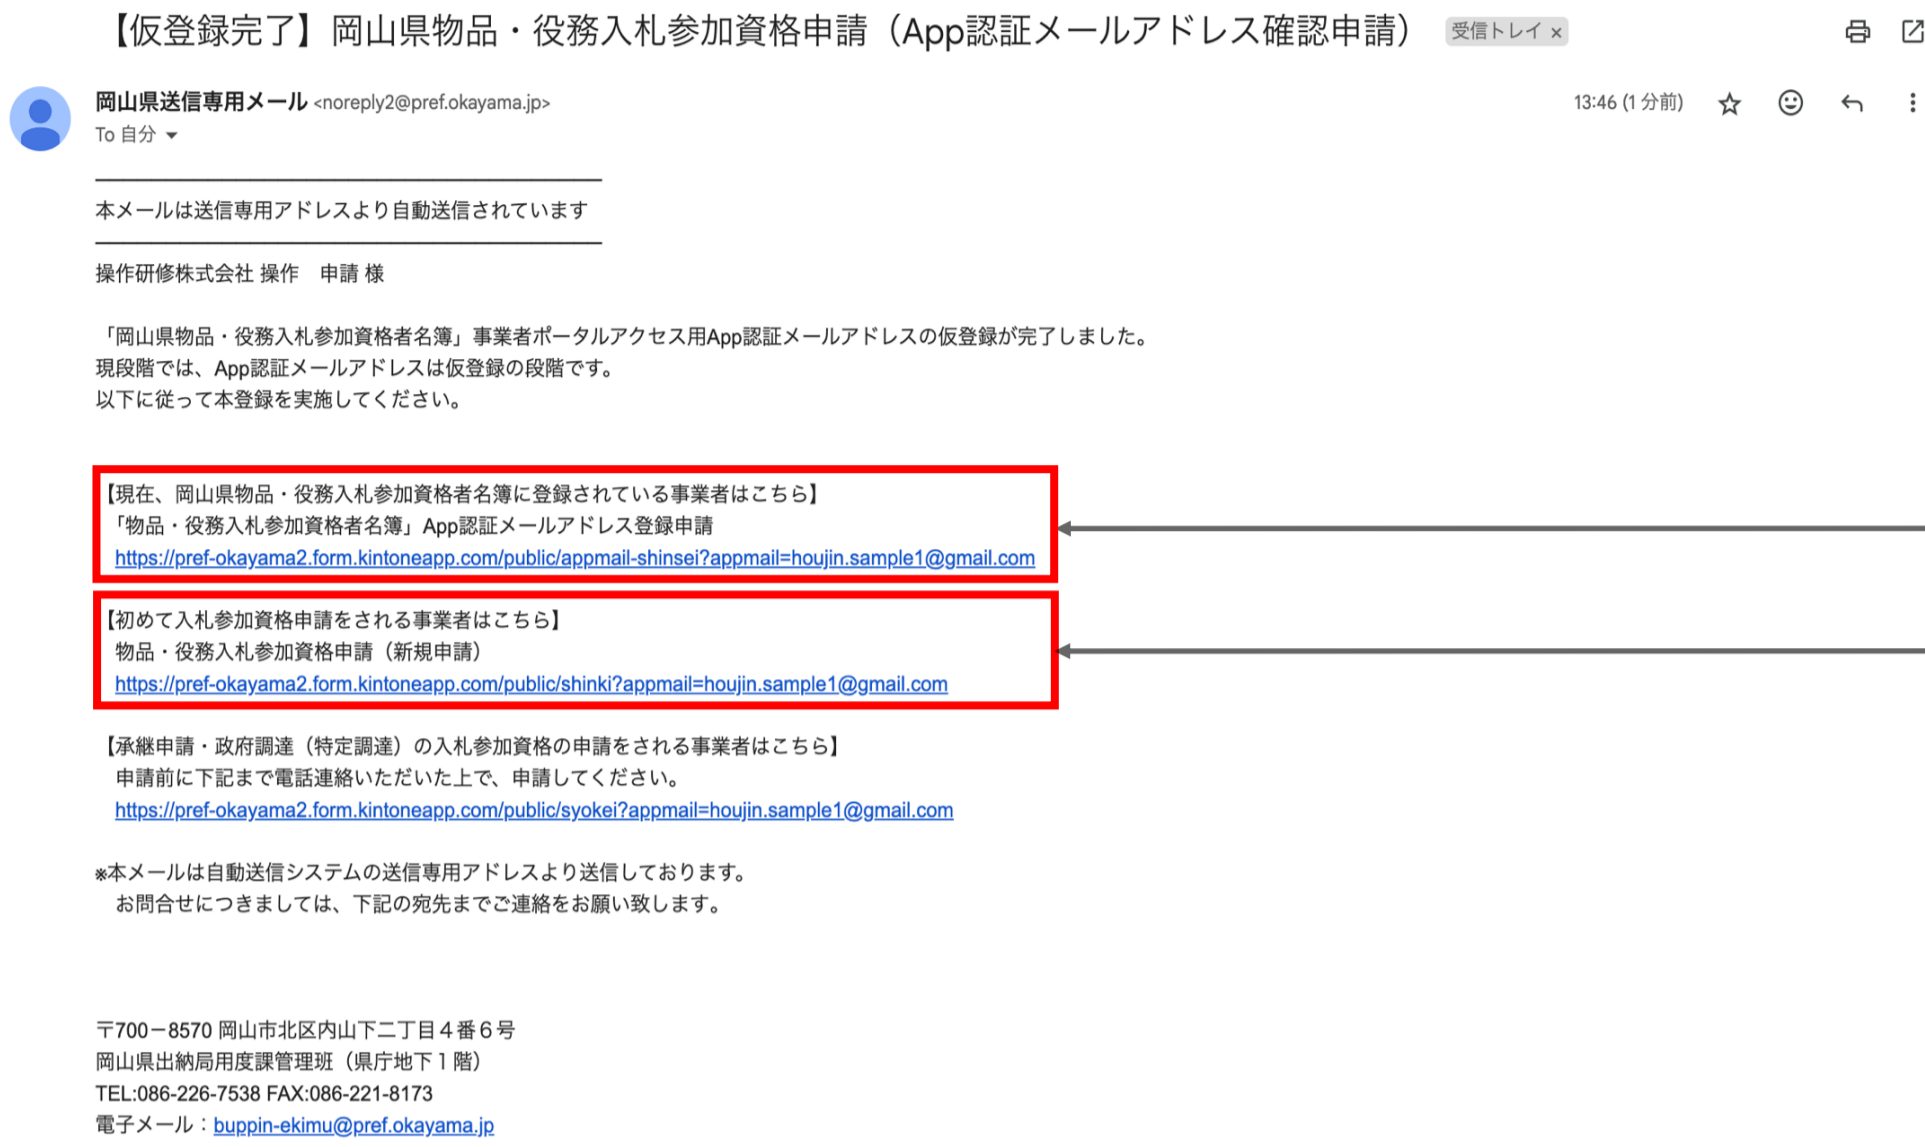 【仮登録完了】岡山県物品・役務入札参加資格申請（App認証メールアドレス確認申請） 受信トレイ ×
岡山県送信専用メール <noreply2@pref.okayama.jp> 13:46 (1 分前)
To 自分
本メールは送信専用アドレスより自動送信されています
操作研修株式会社 操作　申請 様
「岡山県物品・役務入札参加資格者名簿」事業者ポータルアクセス用App認証メールアドレスの仮登録が完了しました。
現段階では、App認証メールアドレスは仮登録の段階です。
以下に従って本登録を実施してください。
【現在、岡山県物品・役務入札参加資格者名簿に登録されている事業者はこちら】
「物品・役務入札参加資格者名簿」App認証メールアドレス登録申請
https://pref-okayama2.form.kintoneapp.com/public/appmail-shinsei?appmail=houjin.sample1@gmail.com
【初めて入札参加資格申請をされる事業者はこちら】
物品・役務入札参加資格申請（新規申請）
https://pref-okayama2.form.kintoneapp.com/public/shinki?appmail=houjin.sample1@gmail.com
【承継申請・政府調達（特定調達）の入札参加資格の申請をされる事業者はこちら】
申請前に下記まで電話連絡いただいた上で、申請してください。
https://pref-okayama2.form.kintoneapp.com/public/syokei?appmail=houjin.sample1@gmail.com
※本メールは自動送信システムの送信専用アドレスより送信しております。
お問合せにつきましては、下記の宛先までご連絡をお願い致します。
〒700－8570 岡山市北区内山下二丁目４番６号
岡山県出納局用度課管理班（県庁地下１階）
TEL:086-226-7538 FAX:086-221-8173
電子メール：buppin-ekimu@pref.okayama.jp